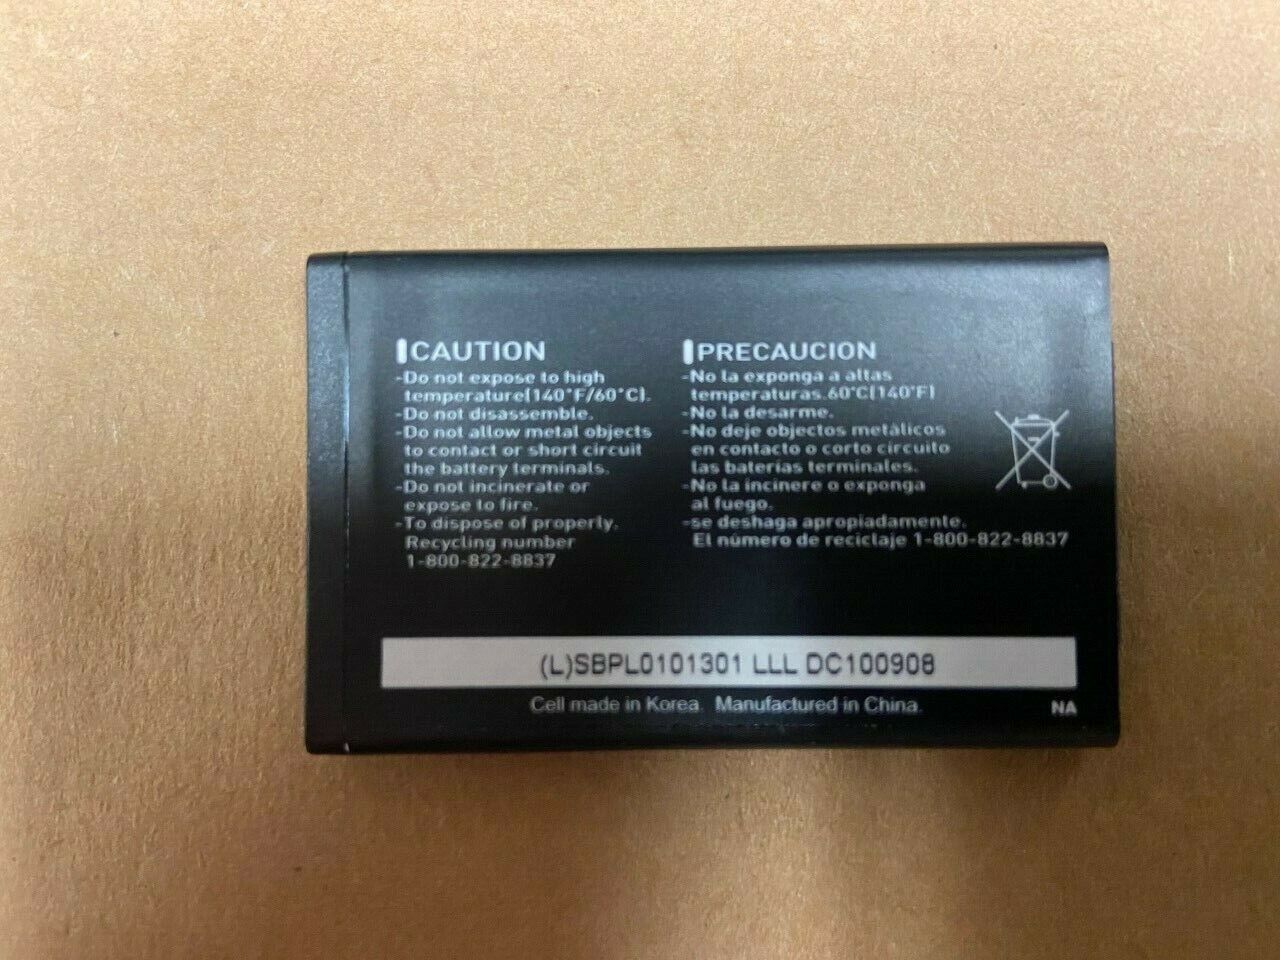 CAUTION
-Do not expose to high
temperature(140°F/60°C).
-Do not disassemble.
-Do not allow metal objects
to contact or short circuit
the battery terminals.
-Do not incinerate or
expose to fire.
-To dispose of properly.
Recycling number
1-800-822-8837
PRECAUCION
-No la exponga a altas
temperaturas.60°C(140°F)
-No la desarme.
-No deje objectos metálicos
en contacto o corto circuito
las baterías terminales.
-No la incinere o exponga
al fuego.
-se deshaga apropiadamente.
El número de reciclaje 1-800-822-8837
(L)SBPL0101301 LLL DC100908
Cell made in Korea. Manufactured in China.
NA